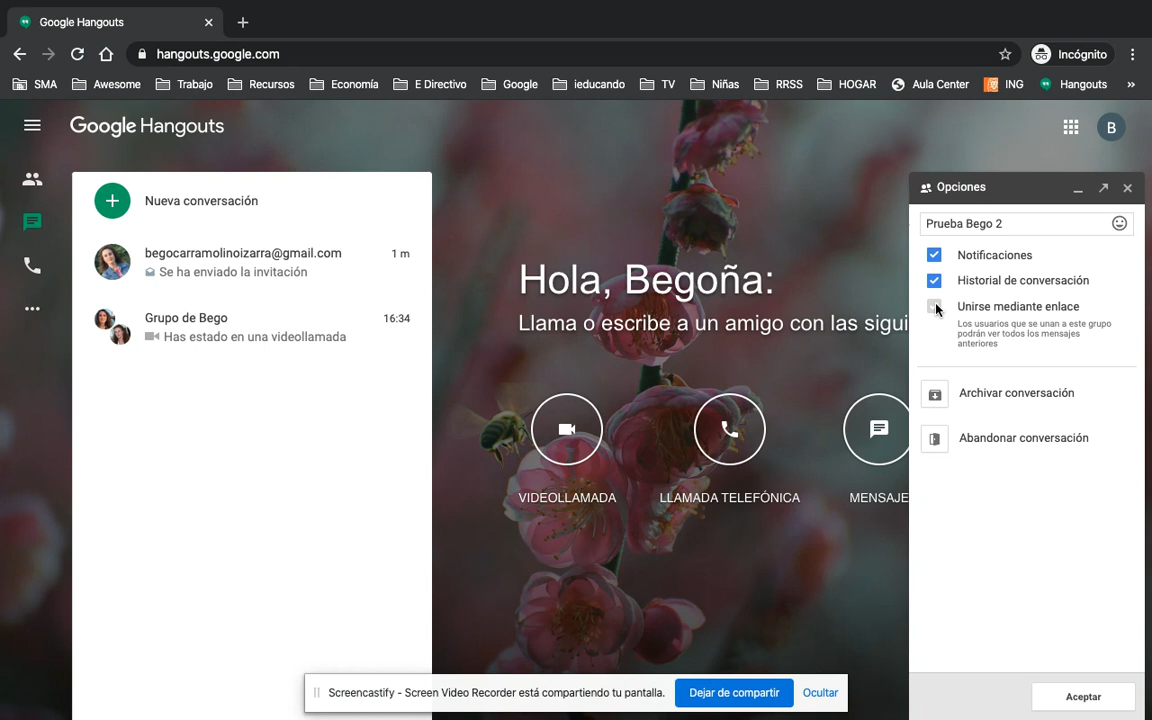 Google Hangouts
hangouts.google.com
Incógnito
SMA Awesome Trabajo Recursos Economía E Directivo Google ieducando TV Niñas RRSS HOGAR Aula Center ING Hangouts »
Google Hangouts
B
Nueva conversación
begocarramolinoizarra@gmail.com 1 m
Se ha enviado la invitación
Grupo de Bego 16:34
Has estado en una videollamada
Hola, Begoña:
Llama o escribe a un amigo con las sigui
VIDEOLLAMADA LLAMADA TELEFÓNICA MENSAJE
Opciones
Prueba Bego 2
Notificaciones
Historial de conversación
Unirse mediante enlace
Los usuarios que se unan a este grupo
podrán ver todos los mensajes
anteriores
Archivar conversación
Abandonar conversación
Aceptar
Screencastify - Screen Video Recorder está compartiendo tu pantalla. Dejar de compartir Ocultar